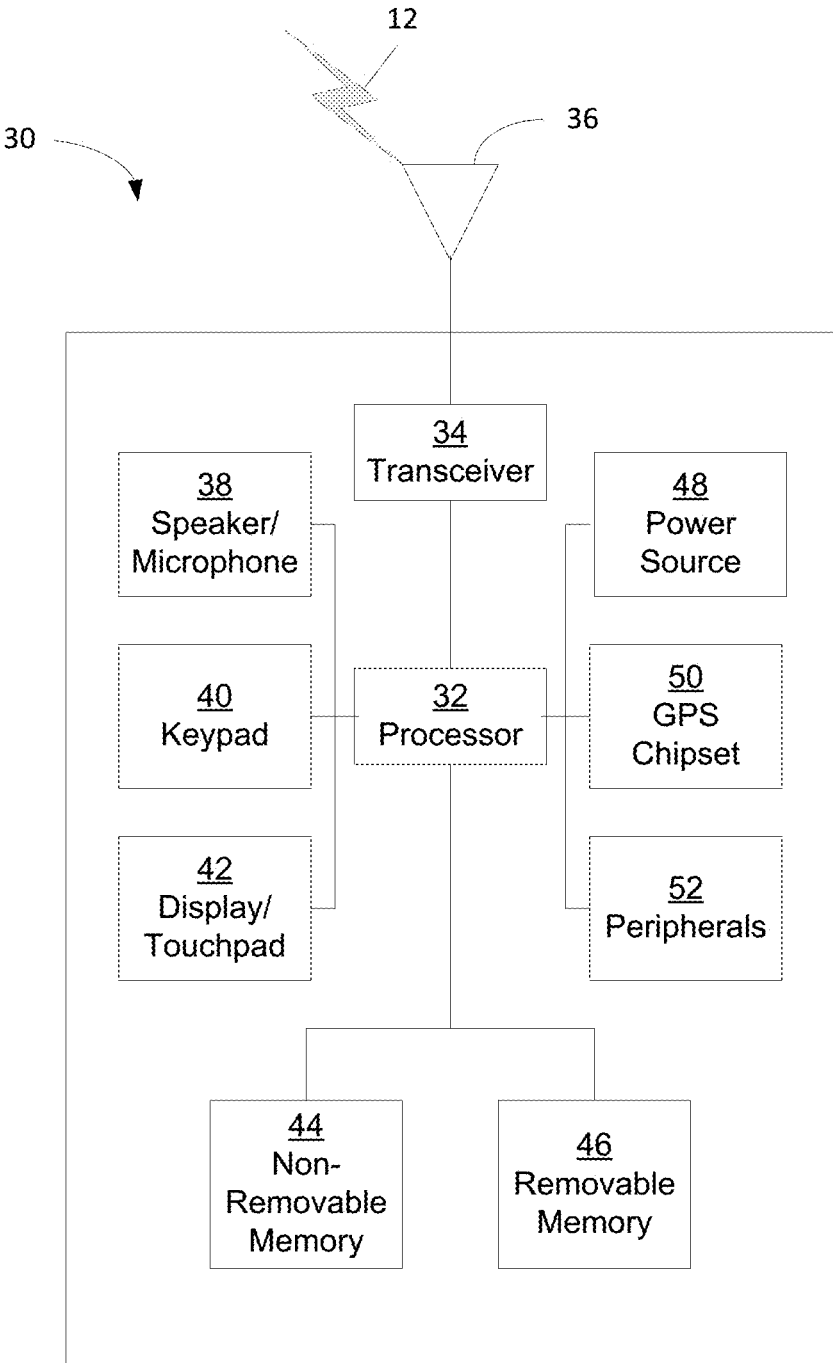 12
36
30
34
Transceiver
38
Speaker/
Microphone
48
Power
Source
40
Keypad
32
Processor
50
GPS
Chipset
42
Display/
Touchpad
52
Peripherals
44
Non-
Removable
Memory
46
Removable
Memory